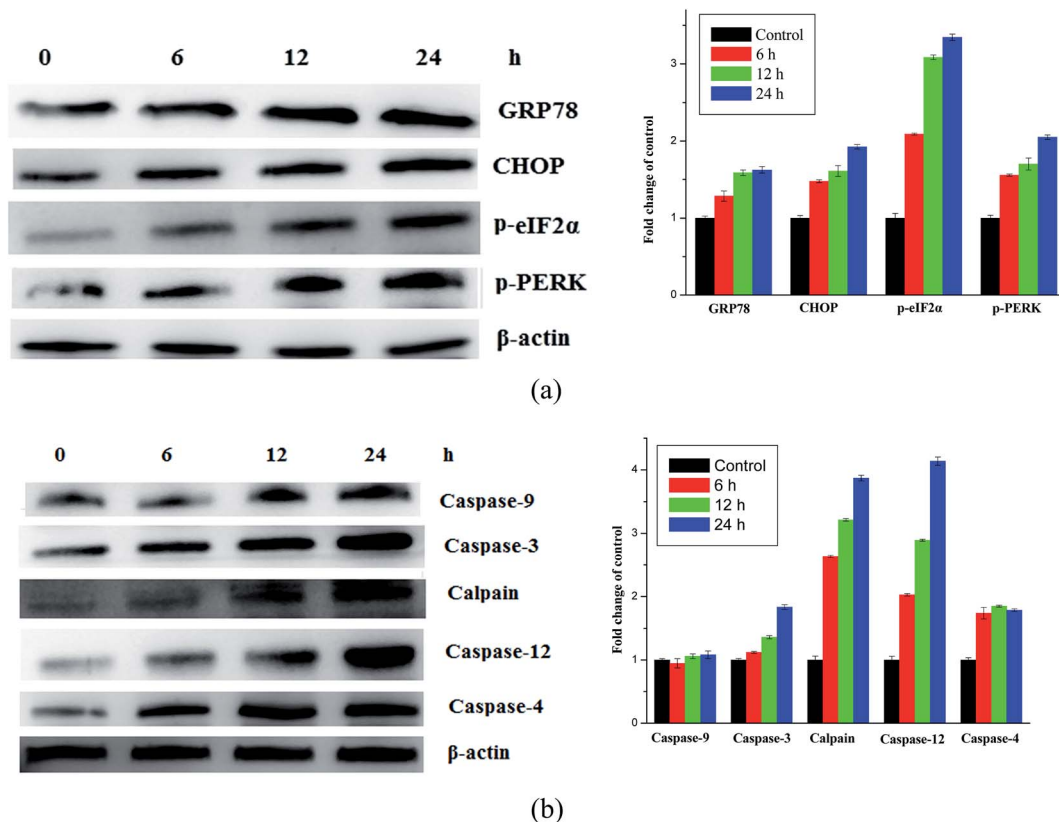 0 6 12 24 h
GRP78
CHOP
p-eIF2α
p-PERK
β-actin
Control
6 h
12 h
24 h
Fold change of control
3
2
1
0
GRP78 CHOP p-eIF2α p-PERK
(a)
0 6 12 24 h
Caspase-9
Caspase-3
Calpain
Caspase-12
Caspase-4
β-actin
Control
6 h
12 h
24 h
Fold change of control
4
3
2
1
0
Caspase-9 Caspase-3 Calpain Caspase-12 Caspase-4
(b)